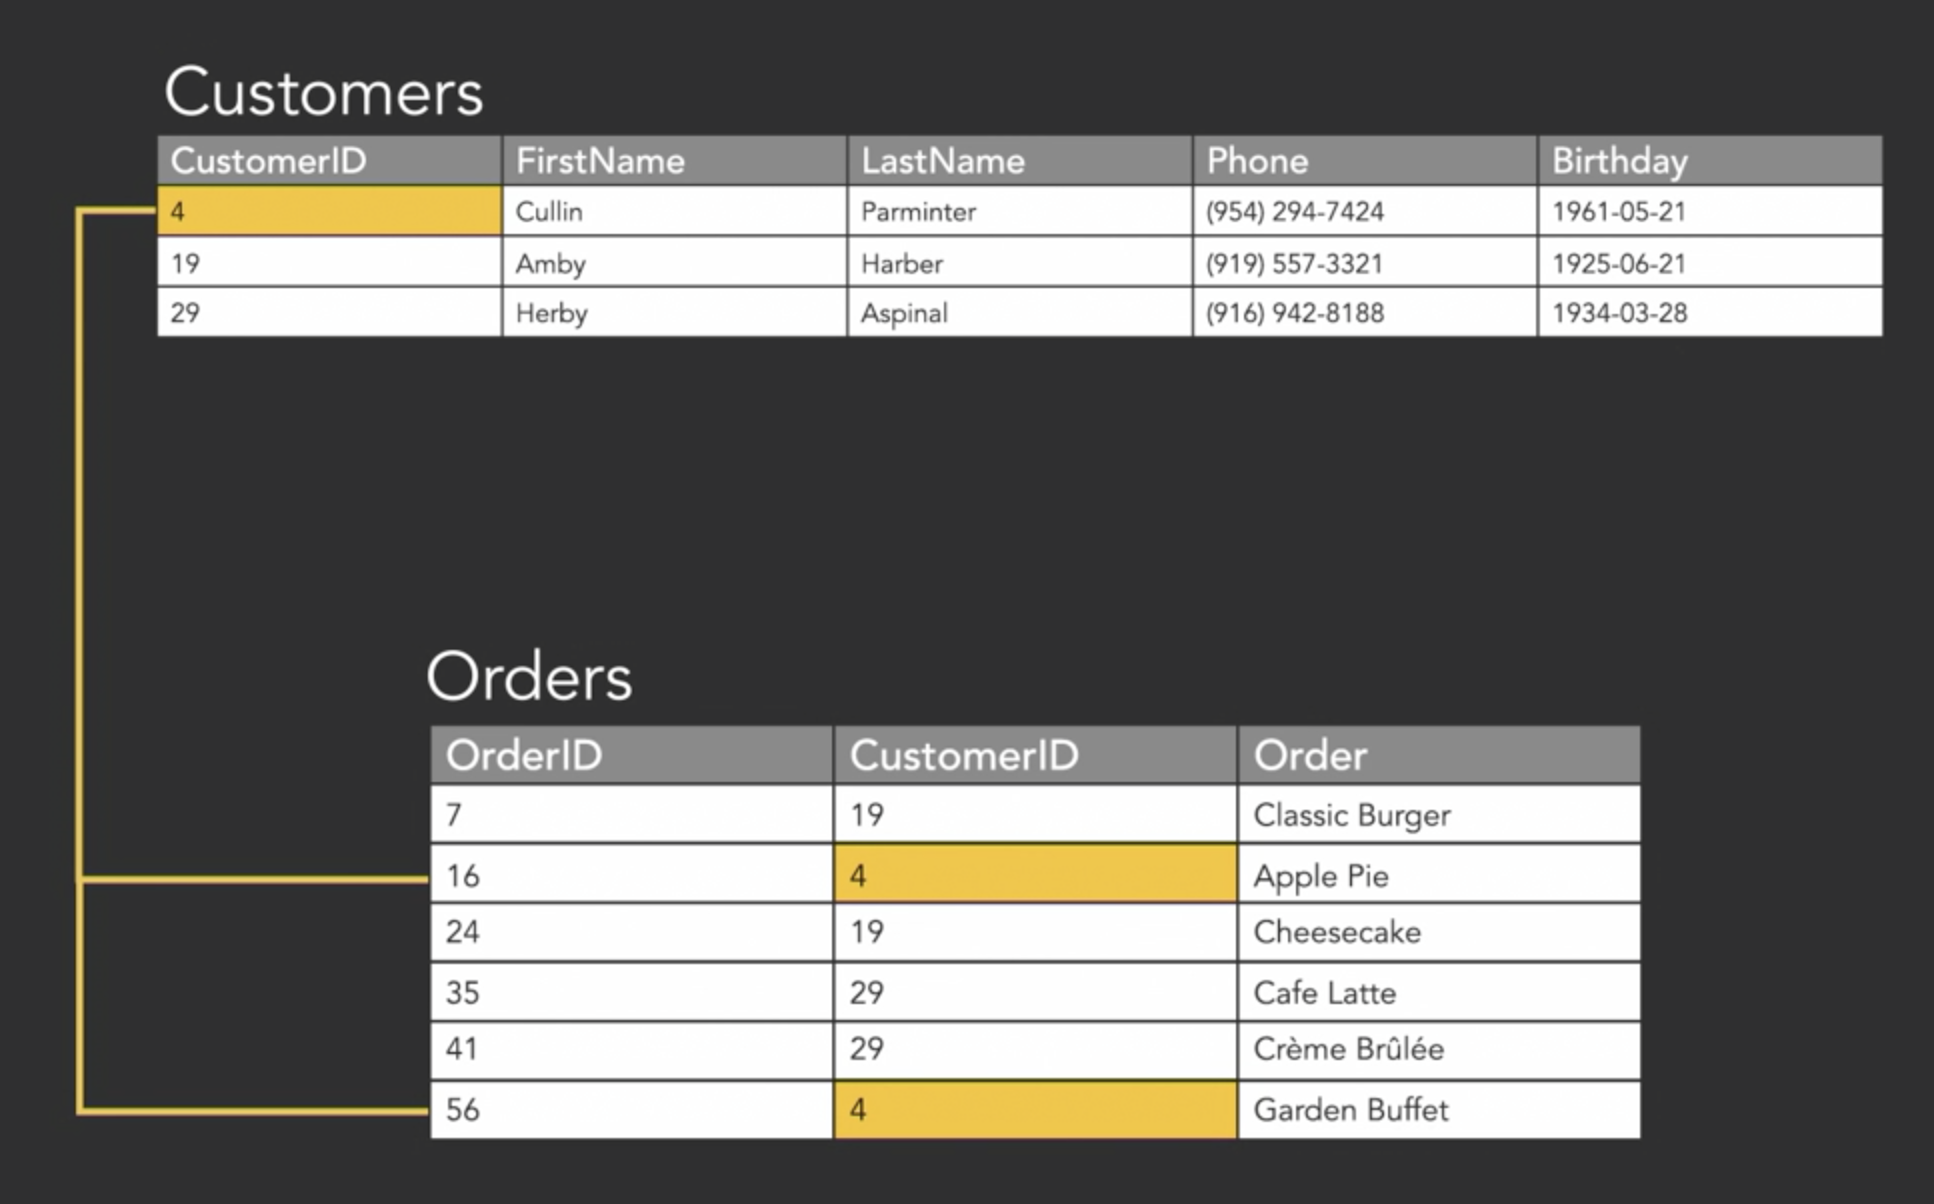 Customers
CustomerID FirstName LastName Phone Birthday
4 Cullin Parminter (954) 294-7424 1961-05-21
19 Amby Harber (919) 557-3321 1925-06-21
29 Herby Aspinal (916) 942-8188 1934-03-28
Orders
OrderID CustomerID Order
7 19 Classic Burger
16 4 Apple Pie
24 19 Cheesecake
35 29 Cafe Latte
41 29 Crème Brûlée
56 4 Garden Buffet